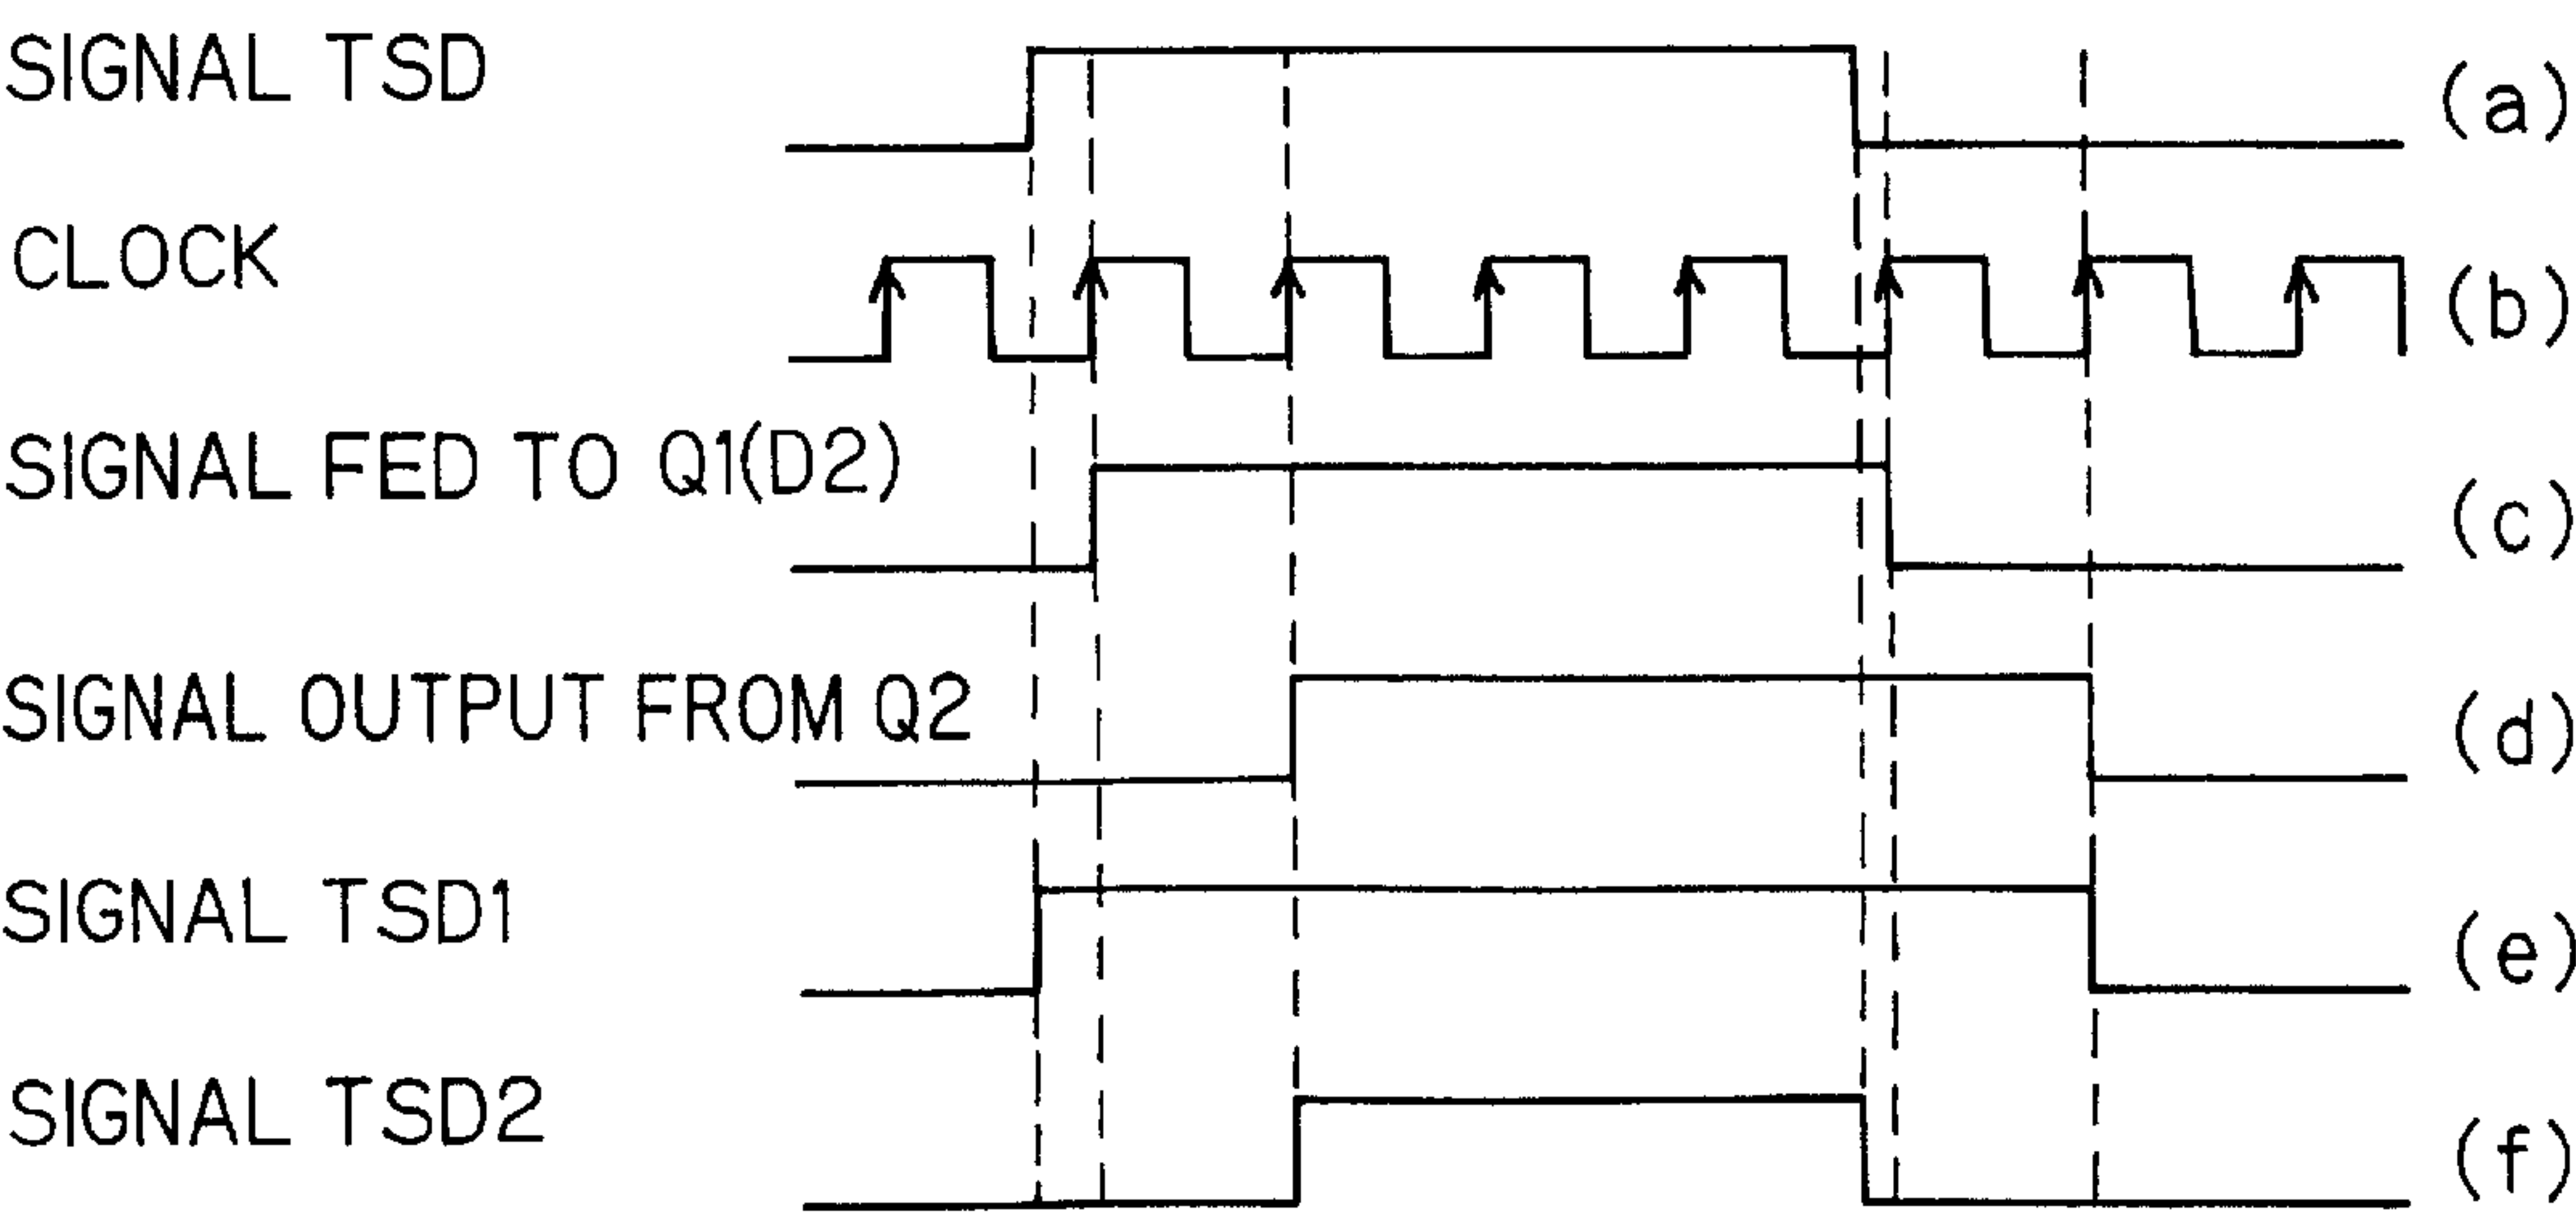 SIGNAL TSD (a)
CLOCK (b)
SIGNAL FED TO Q1(D2) (c)
SIGNAL OUTPUT FROM Q2 (d)
SIGNAL TSD1 (e)
SIGNAL TSD2 (f)